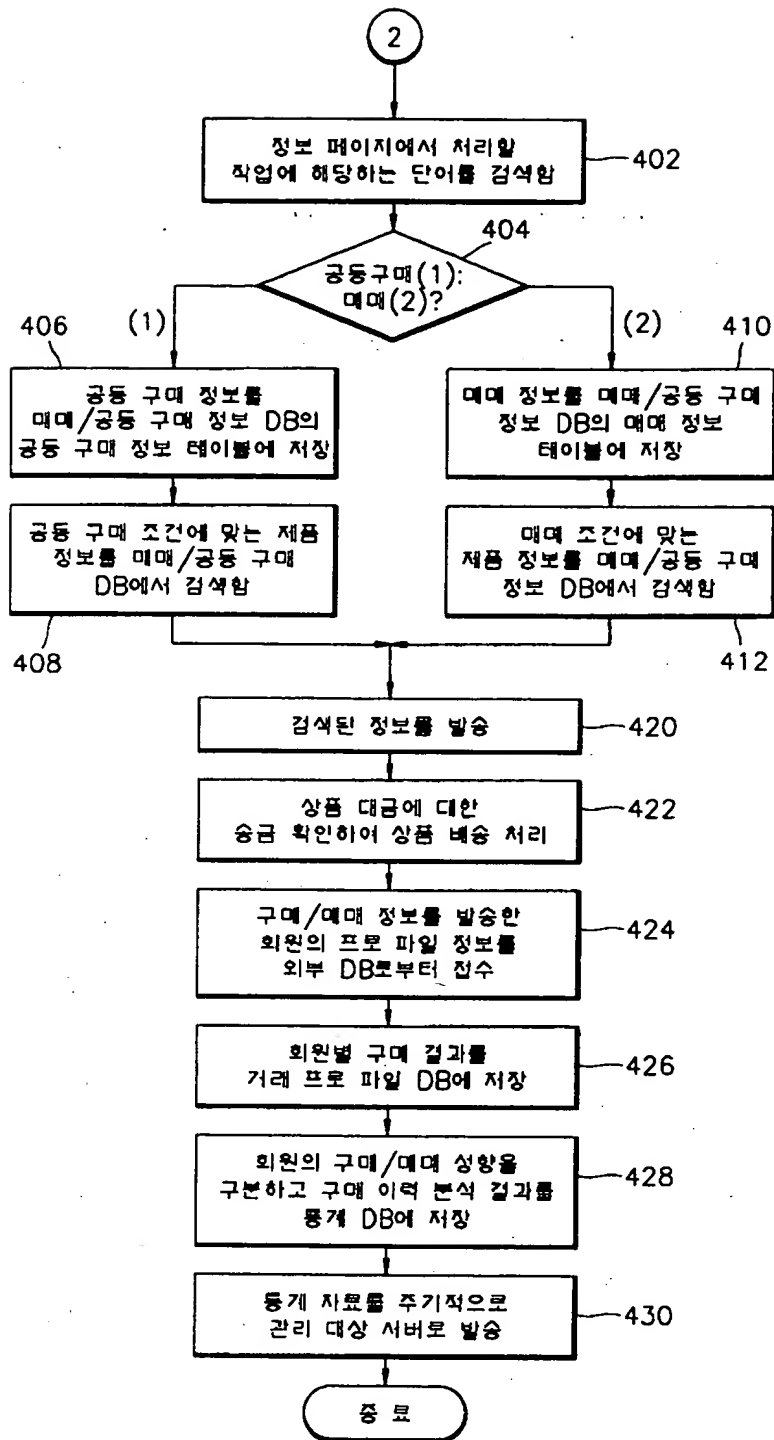 2
정보 페이지에서 처리할
작업에 해당하는 단어를 검색함
402
404
공동구매(1):
매매(2)?
(1)
(2)
406
공동 구매 정보를
매매/공동 구매 정보 DB의
공동 구매 정보 테이블에 저장
410
매매 정보를 매매/공동 구매
정보 DB의 매매 정보
테이블에 저장
공동 구매 조건에 맞는 제품
정보를 매매/공동 구매
DB에서 검색함
408
매매 조건에 맞는
제품 정보를 매매/공동 구매
정보 DB에서 검색함
412
검색된 정보를 발송
420
상품 대금에 대한
송금 확인하여 상품 배송 처리
422
구매/매매 정보를 발송한
회원의 프로 파일 정보를
외부 DB로부터 접수
424
회원별 구매 결과를
거래 프로 파일 DB에 저장
426
회원의 구매/매매 성향을
구분하고 구매 이력 분석 결과를
통계 DB에 저장
428
통계 자료를 주기적으로
관리 대상 서버로 발송
430
종 료